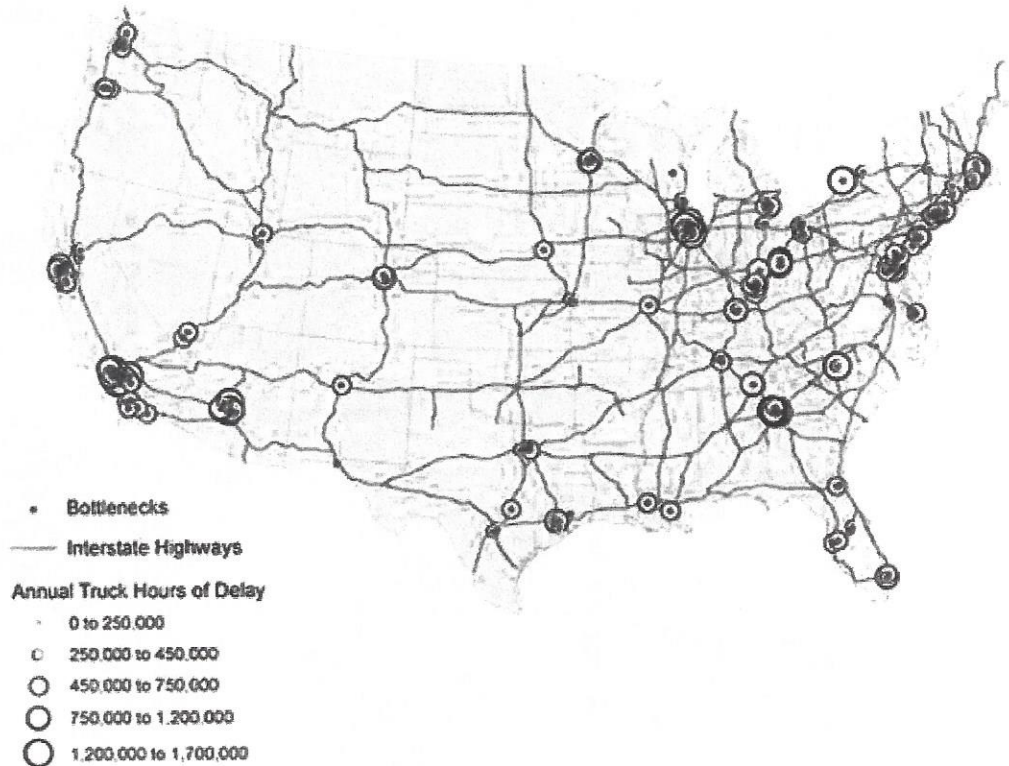 Bottlenecks
Interstate Highways
Annual Truck Hours of Delay
0 to 250.000
250.000 to 450.000
450.000 to 750.000
750.000 to 1.200.000
1.200.000 to 1,700,000